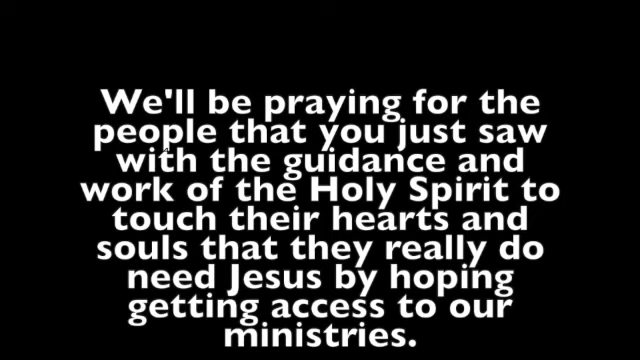 We'll be praying for the
people that you just saw
with the guidance and
work of the Holy Spirit to
touch their hearts and
souls that they really do
need Jesus by hoping
getting access to our
ministries.